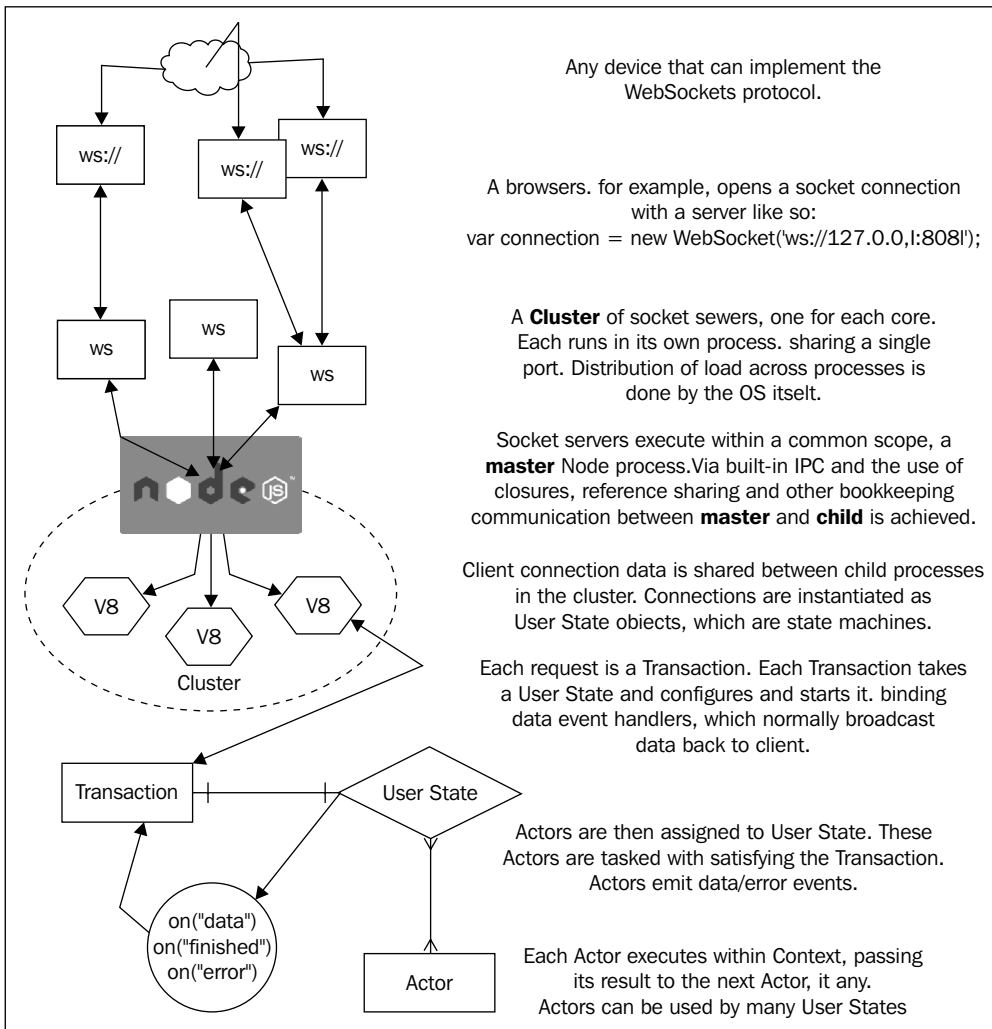 Any device that can implement the
WebSockets protocol.
ws://
ws://
ws://
A browsers. for example, opens a socket connection
with a server like so:
var connection = new WebSocket('ws://127.0.0,I:808I');
ws
ws
ws
A Cluster of socket sewers, one for each core.
Each runs in its own process. sharing a single
port. Distribution of load across processes is
done by the OS itselt.
node JS ™
Socket servers execute within a common scope, a
master Node process.Via built-in IPC and the use of
closures, reference sharing and other bookkeeping
communication between master and child is achieved.
V8
V8
V8
Cluster
Client connection data is shared between child processes
in the cluster. Connections are instantiated as
User State objects, which are state machines.
Each request is a Transaction. Each Transaction takes
a User State and configures and starts it. binding
data event handlers, which normally broadcast
data back to client.
Transaction
User State
Actors are then assigned to User State. These
Actors are tasked with satisfying the Transaction.
Actors emit data/error events.
on("data")
on("finished")
on("error")
Actor
Each Actor executes within Context, passing
its result to the next Actor, it any.
Actors can be used by many User States